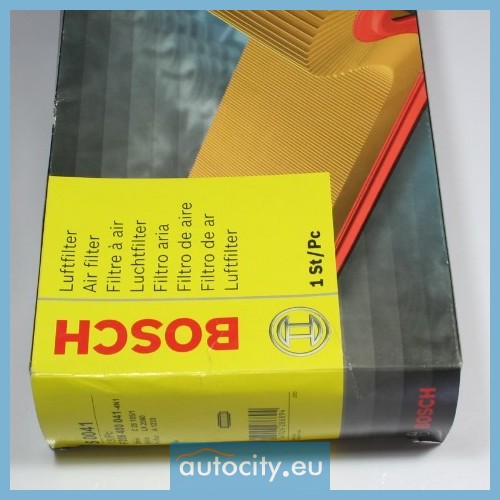 Luftfilter
Air filter
Filtre à air
Luchtfilter
Filtro aria
Filtro de aire
Filtro de ar
Luftfilter
1 St/Pc
BOSCH
BOSCH
0041
autocity.eu